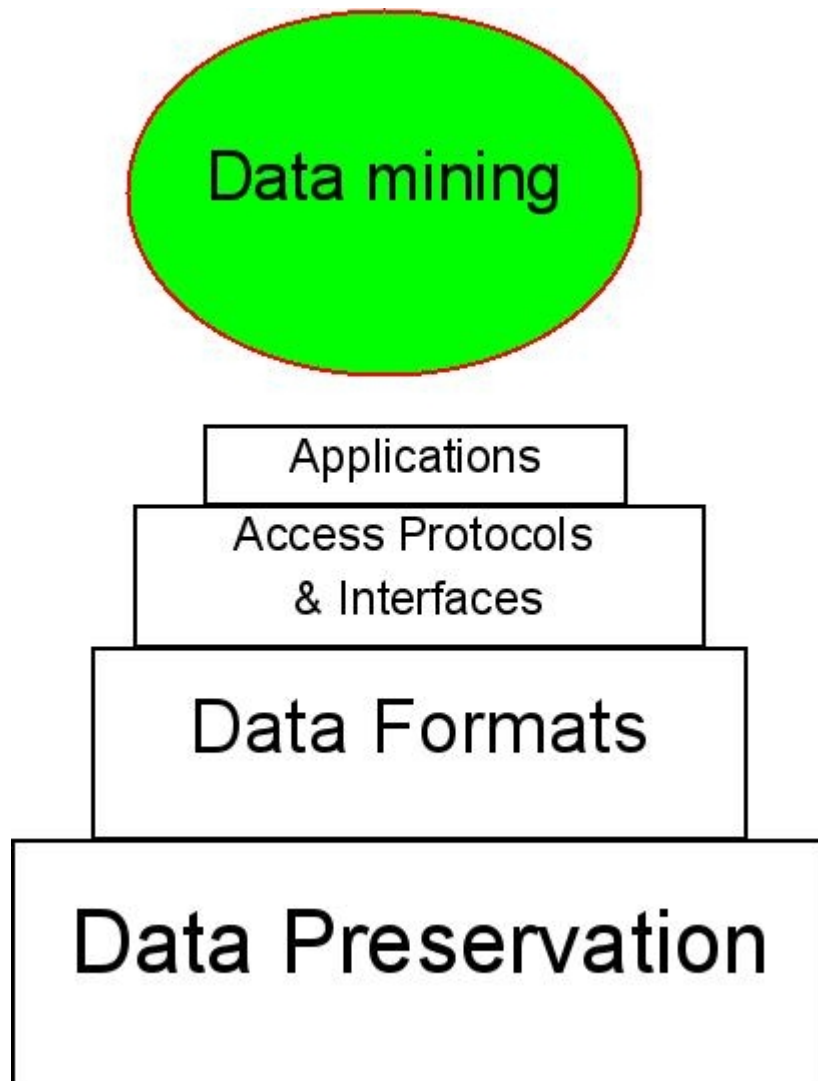 Data mining
Applications
Access Protocols
& Interfaces
Data Formats
Data Preservation